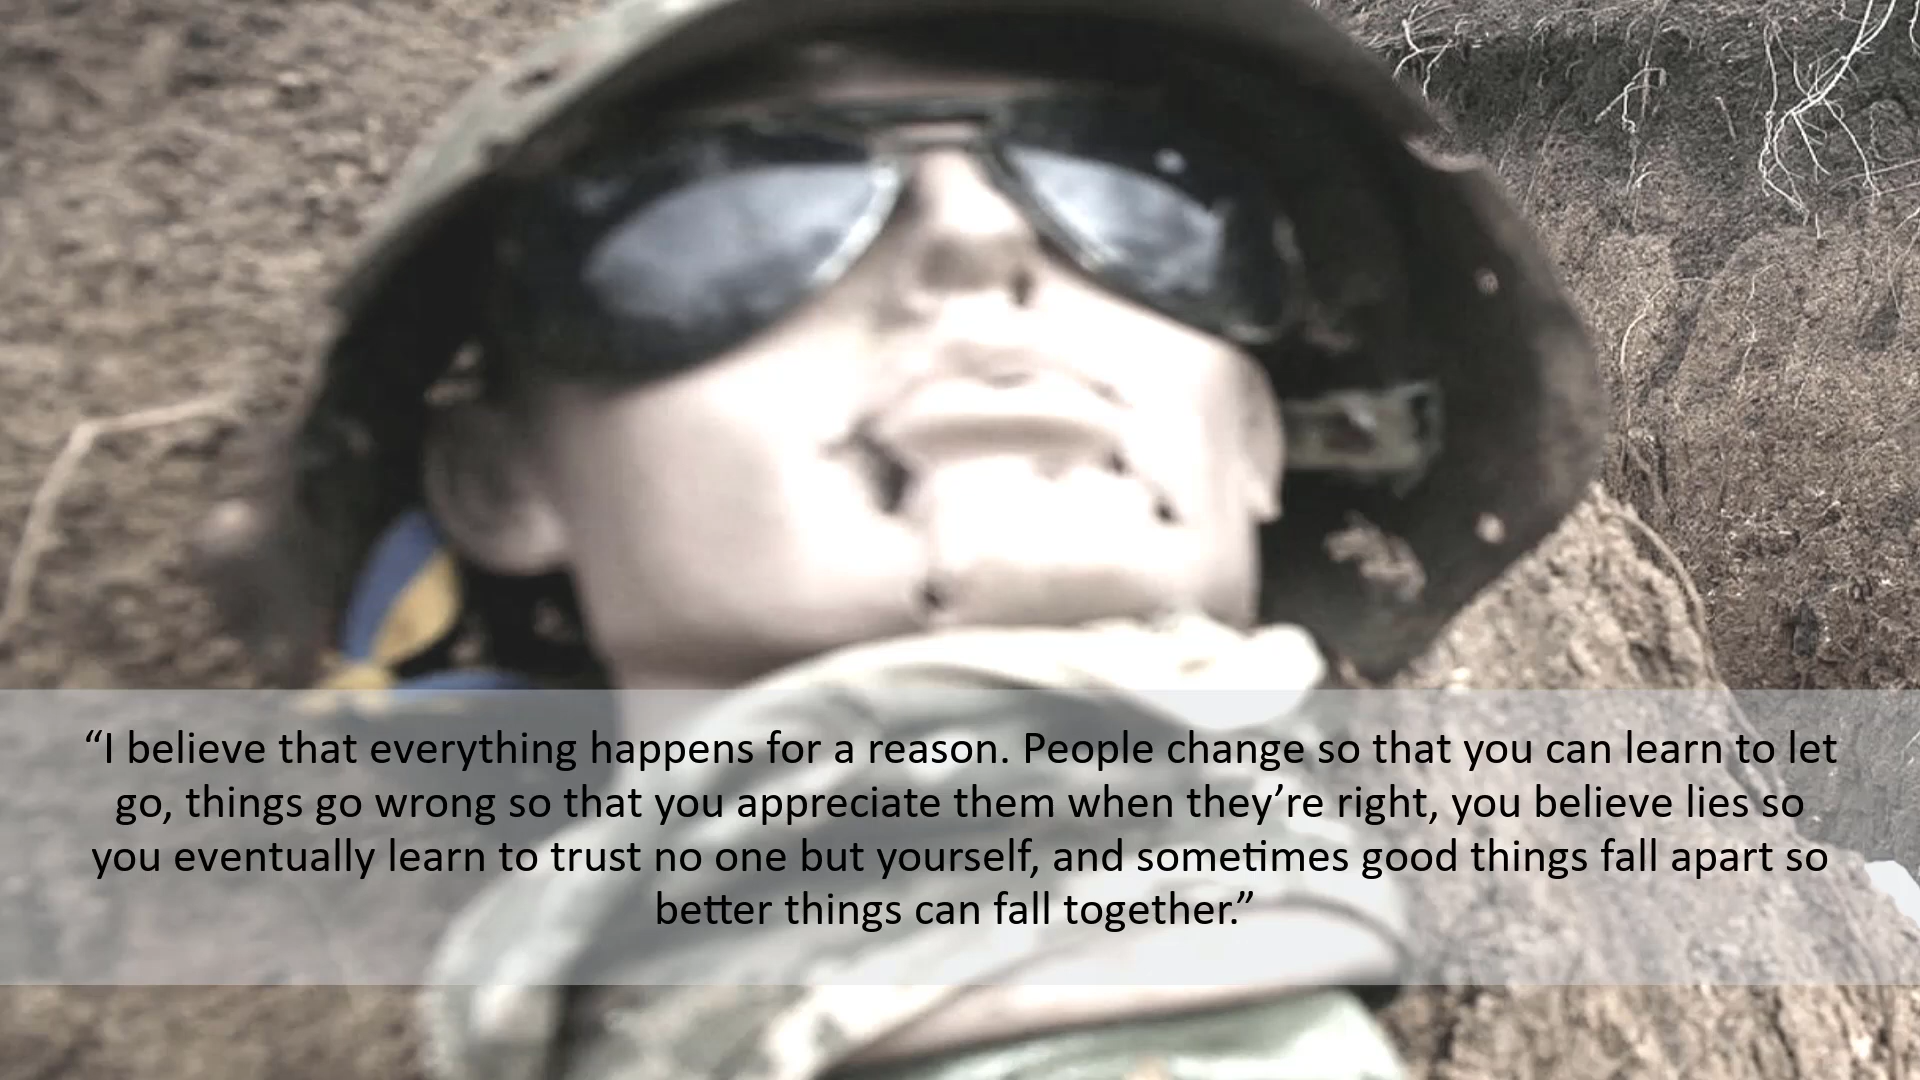 “I believe that everything happens for a reason. People change so that you can learn to let
go, things go wrong so that you appreciate them when they’re right, you believe lies so
you eventually learn to trust no one but yourself, and sometimes good things fall apart so
better things can fall together.”